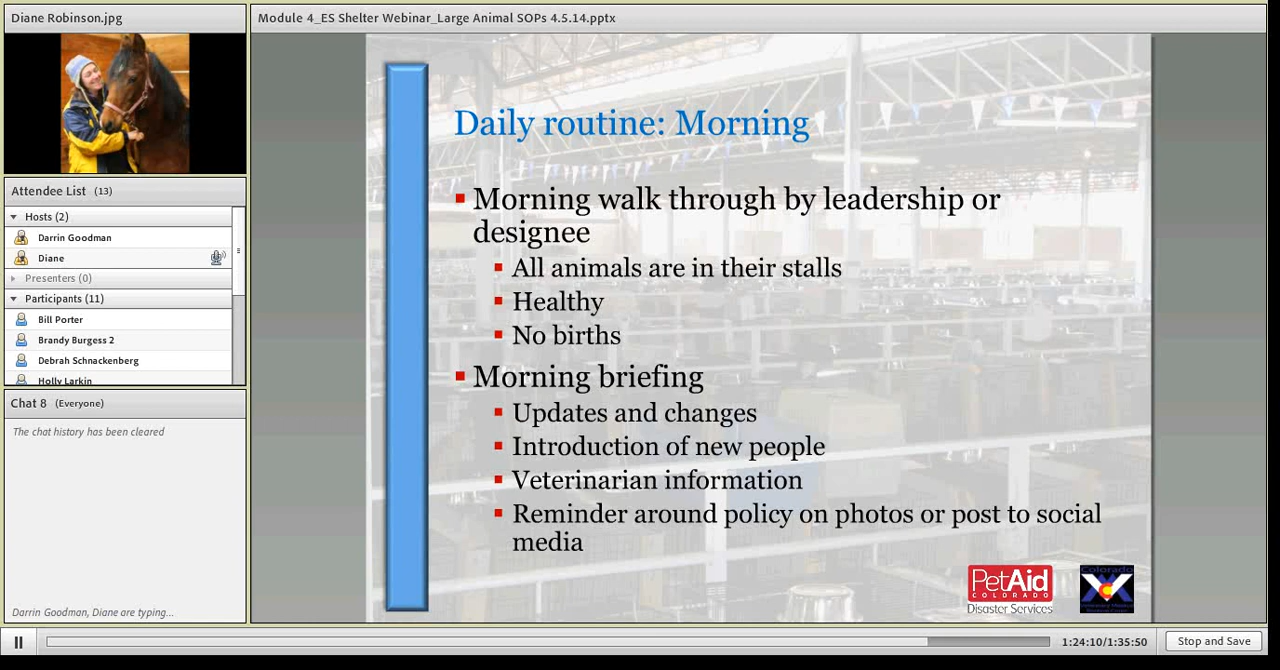 Diane Robinson.jpg
Module 4_ES Shelter Webinar_Large Animal SOPs 4.5.14.pptx
Attendee List (13)
Hosts (2)
Darrin Goodman
Diane
Presenters (0)
Participants (11)
Bill Porter
Brandy Burgess 2
Debrah Schnackenberg
Holly Larkin
Chat 8 (Everyone)
The chat history has been cleared
Darrin Goodman, Diane are typing...
Daily routine: Morning
Morning walk through by leadership or
designee
All animals are in their stalls
Healthy
No births
Morning briefing
Updates and changes
Introduction of new people
Veterinarian information
Reminder around policy on photos or post to social
media
PetAid
COLORADO
Disaster Services
Colorado
1:24:10/1:35:50
Stop and Save